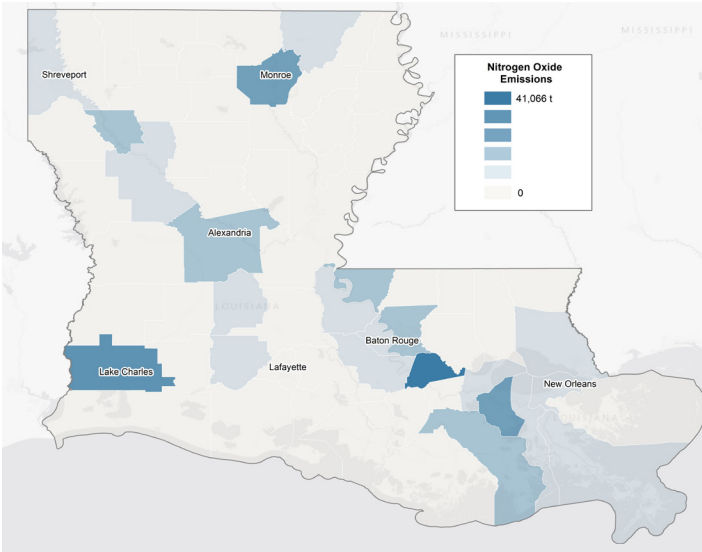 MISSISSIPPI
MISSISSIPPI
Shreveport
Monroe
Nitrogen Oxide
Emissions
41,066 t
0
Alexandria
LOUISIANA
Baton Rouge
Lake Charles
Lafayette
New Orleans
LOUISIANA